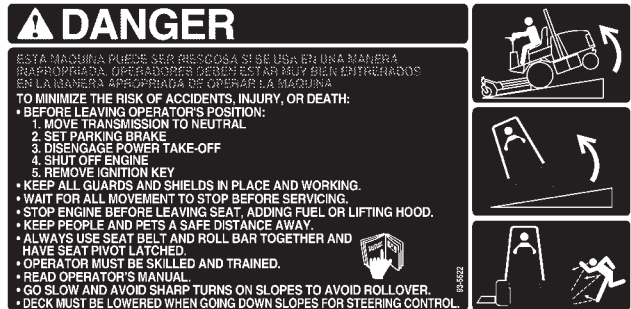 DANGER
ESTA MAQUINA PUEDE SER RIESGOSA SI SE USA EN UNA MANERA
INAPROPRIADA. OPERADORES DEBEN ESTAR MUY BIEN ENTRENADOS
EN LA MANERA APROPRIADA DE OPERAR LA MAQUINA
TO MINIMIZE THE RISK OF ACCIDENTS, INJURY, OR DEATH:
• BEFORE LEAVING OPERATOR'S POSITION:
1. MOVE TRANSMISSION TO NEUTRAL
2. SET PARKING BRAKE
3. DISENGAGE POWER TAKE-OFF
4. SHUT OFF ENGINE
5. REMOVE IGNITION KEY
• KEEP ALL GUARDS AND SHIELDS IN PLACE AND WORKING.
• WAIT FOR ALL MOVEMENT TO STOP BEFORE SERVICING.
• STOP ENGINE BEFORE LEAVING SEAT, ADDING FUEL OR LIFTING HOOD.
• KEEP PEOPLE AND PETS A SAFE DISTANCE AWAY.
• ALWAYS USE SEAT BELT AND ROLL BAR TOGETHER AND
HAVE SEAT PIVOT LATCHED.
• OPERATOR MUST BE SKILLED AND TRAINED.
• READ OPERATOR'S MANUAL.
• GO SLOW AND AVOID SHARP TURNS ON SLOPES TO AVOID ROLLOVER.
• DECK MUST BE LOWERED WHEN GOING DOWN SLOPES FOR STEERING CONTROL.
93-5622